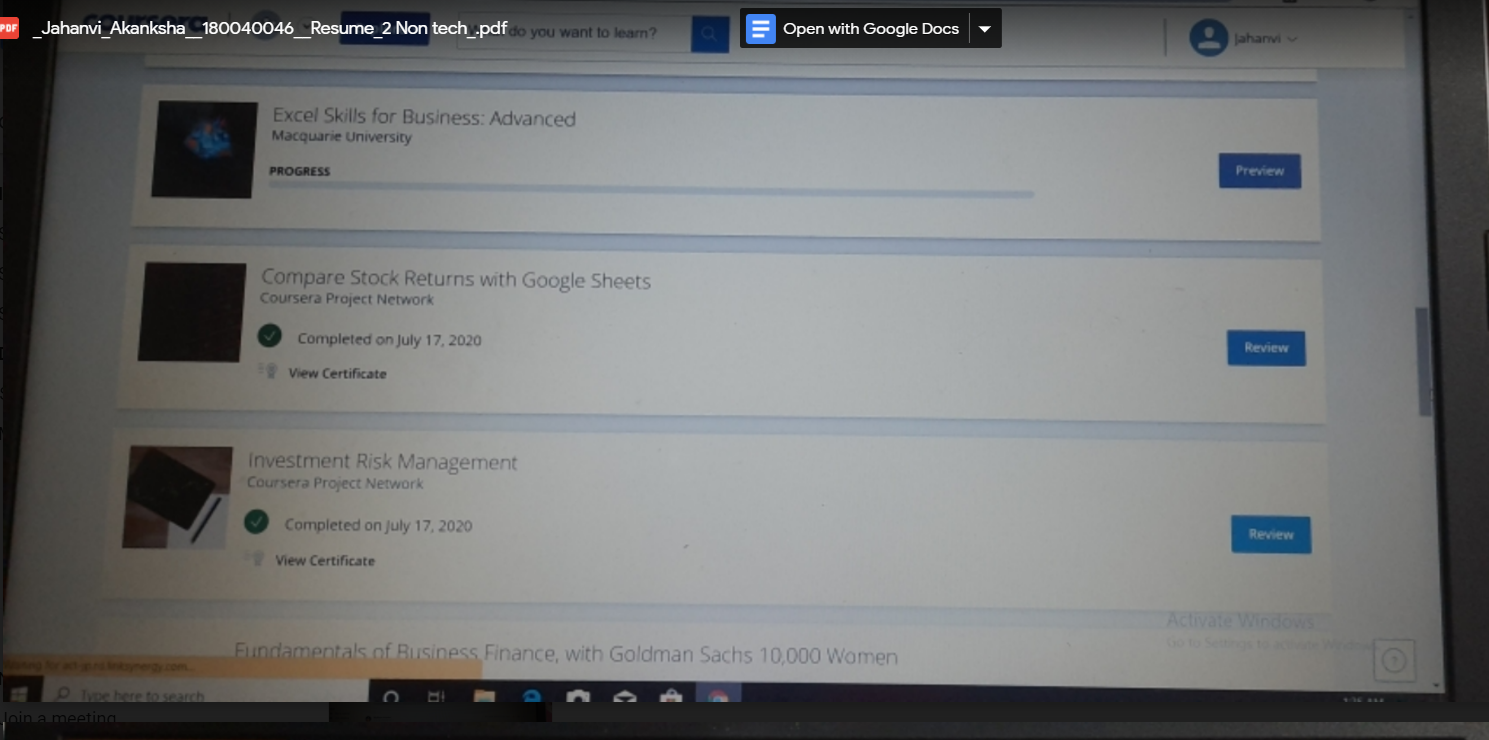 PDF
_Jahanvi_Akanksha__180040046__Resume_2 Non tech_.pdf
do you want to learn?
Open with Google Docs
Jahanvi
Excel Skills for Business: Advanced
Macquarie University
PROGRESS
Preview
Compare Stock Returns with Google Sheets
Coursera Project Network
Completed on July 17, 2020
Review
View Certificate
Investment Risk Management
Coursera Project Network
Completed on July 17, 2020
Review
View Certificate
Activate Windows
Go to Settings to activate Windows
Fundamentals of Business Finance, with Goldman Sachs 10,000 Women
Type here to search
Join a meeting